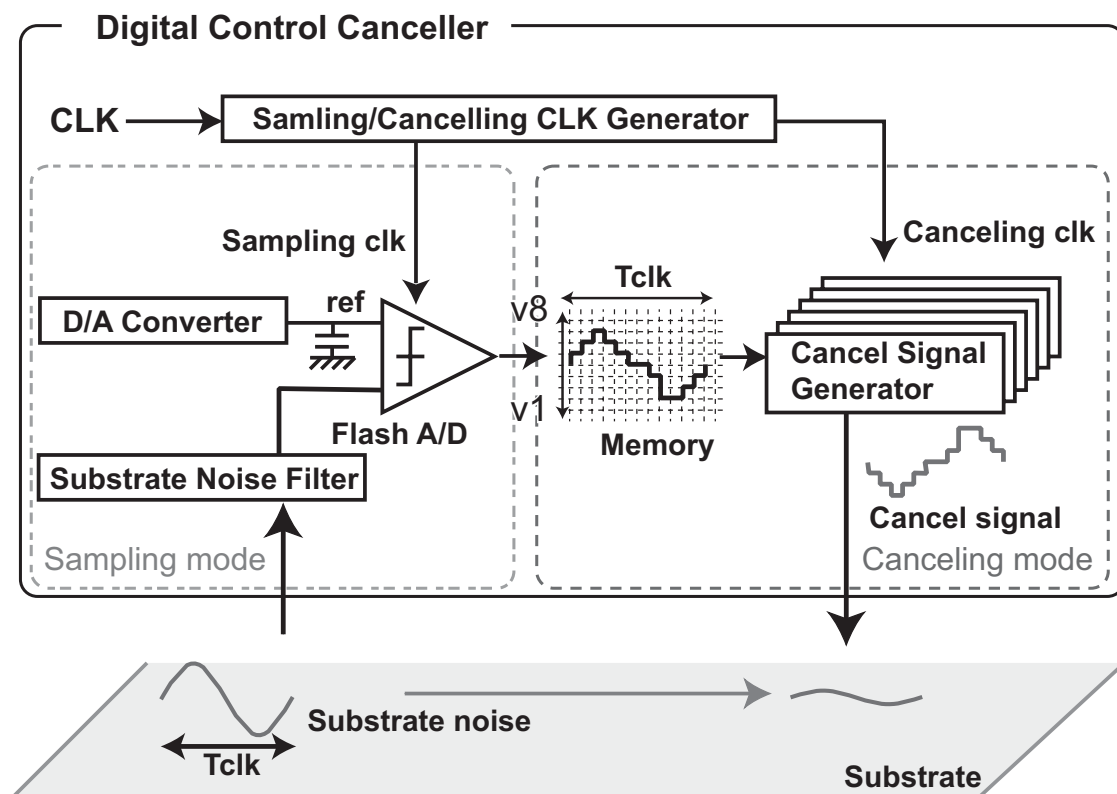 Digital Control Canceller
CLK
Samling/Cancelling CLK Generator
Sampling clk
Canceling clk
D/A Converter
ref
Flash A/D
Substrate Noise Filter
Sampling mode
Tclk
v8
v1
Memory
Cancel Signal
Generator
Cancel signal
Canceling mode
Substrate noise
Tclk
Substrate